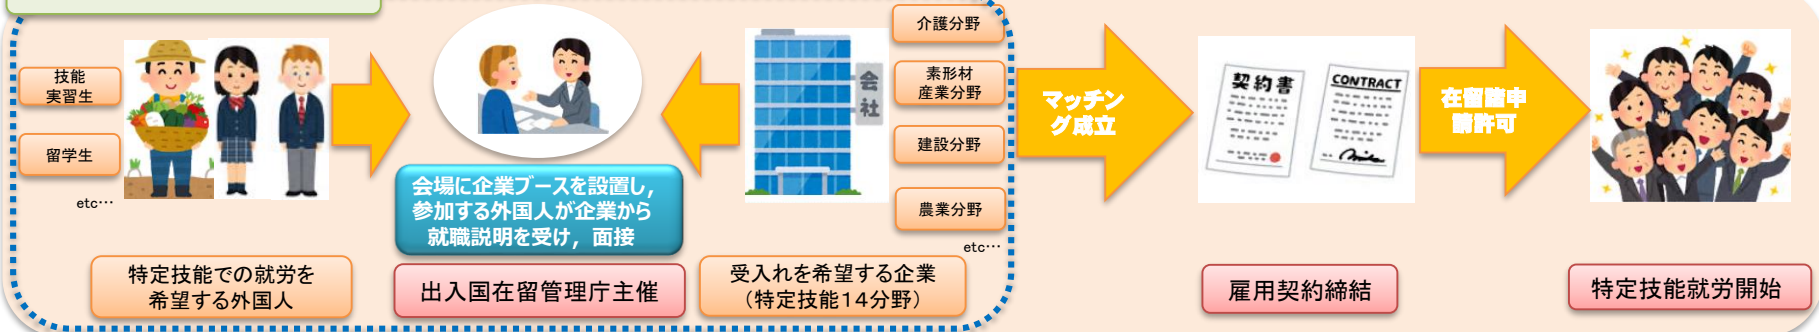 技能
実習生
留学生
etc…
特定技能での就労を
希望する外国人
会場に企業ブースを設置し，
参加する外国人が企業から
就職説明を受け，面接
出入国在留管理庁主催
会社
介護分野
素形材
産業分野
建設分野
農業分野
etc…
受入れを希望する企業
（特定技能１４分野）
マッチン
グ成立
契約書
CONTRACT
雇用契約締結
在留諸申
請許可
特定技能就労開始